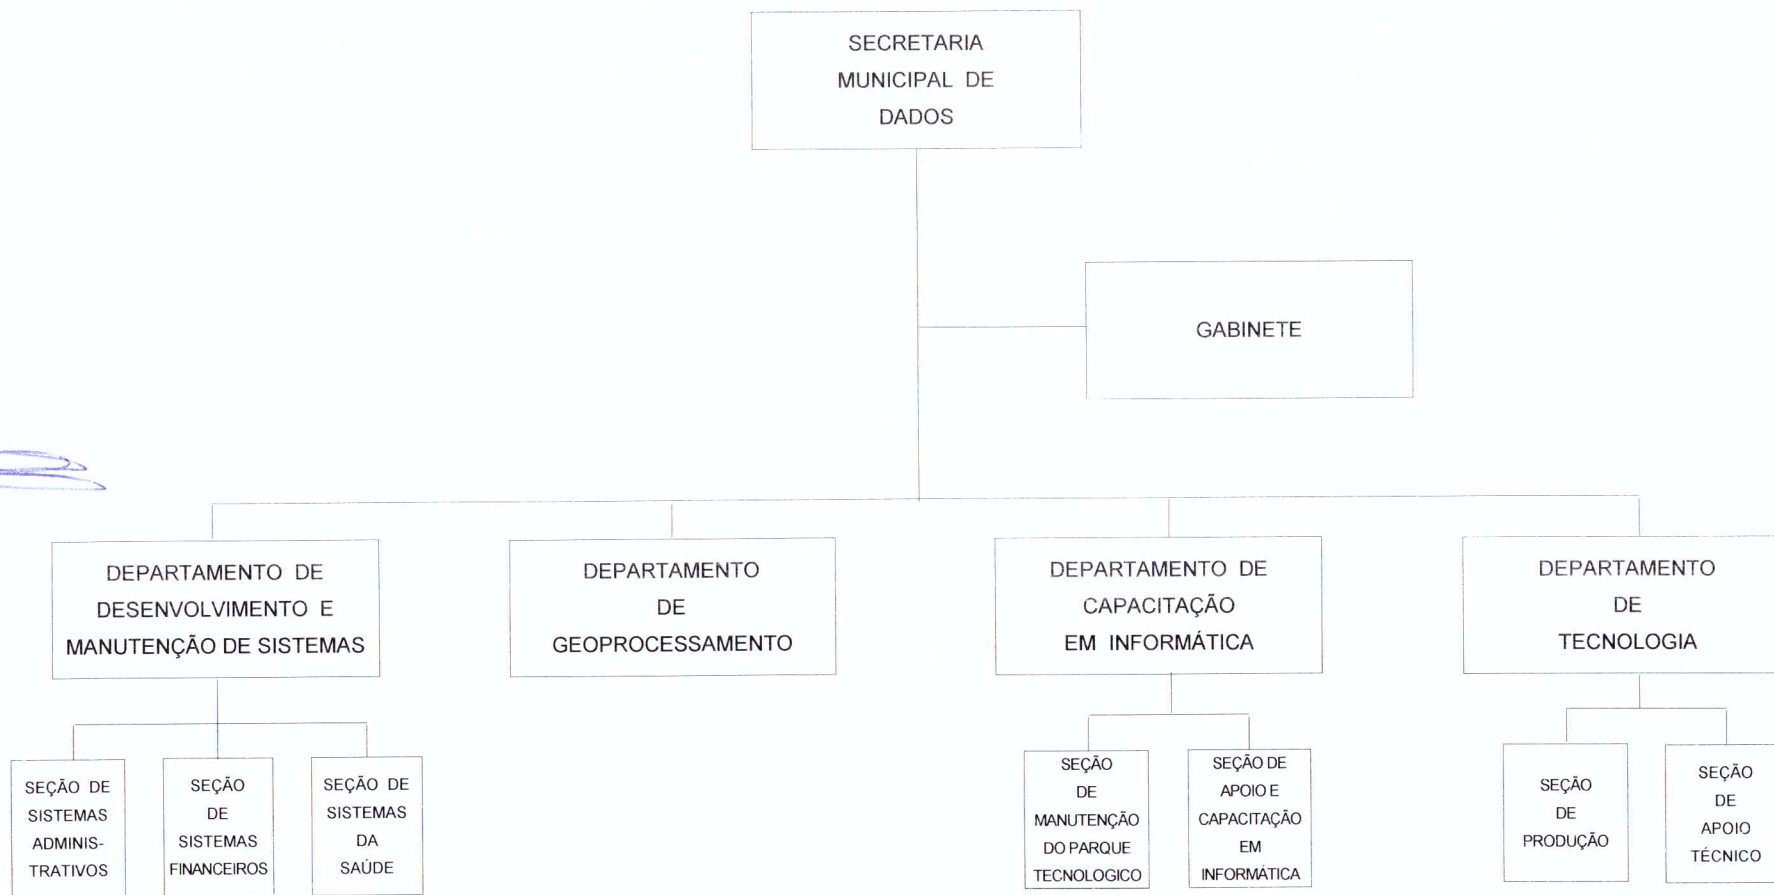 SECRETARIA
MUNICIPAL DE
DADOS
GABINETE
DEPARTAMENTO DE
DESENVOLVIMENTO E
MANUTENÇÃO DE SISTEMAS
DEPARTAMENTO
DE
GEOPROCESSAMENTO
DEPARTAMENTO DE
CAPACITAÇÃO
EM INFORMÁTICA
DEPARTAMENTO
DE
TECNOLOGIA
SEÇÃO DE
SISTEMAS
ADMINIS-
TRATIVOS
SEÇÃO
DE
SISTEMAS
FINANCEIROS
SEÇÃO DE
SISTEMAS
DA
SAÚDE
SEÇÃO
DE
MANUTENÇÃO
DO PARQUE
TECNOLOGICO
SEÇÃO DE
APOIO E
CAPACITAÇÃO
EM
INFORMÁTICA
SEÇÃO
DE
PRODUÇÃO
SEÇÃO
DE
APOIO
TÉCNICO